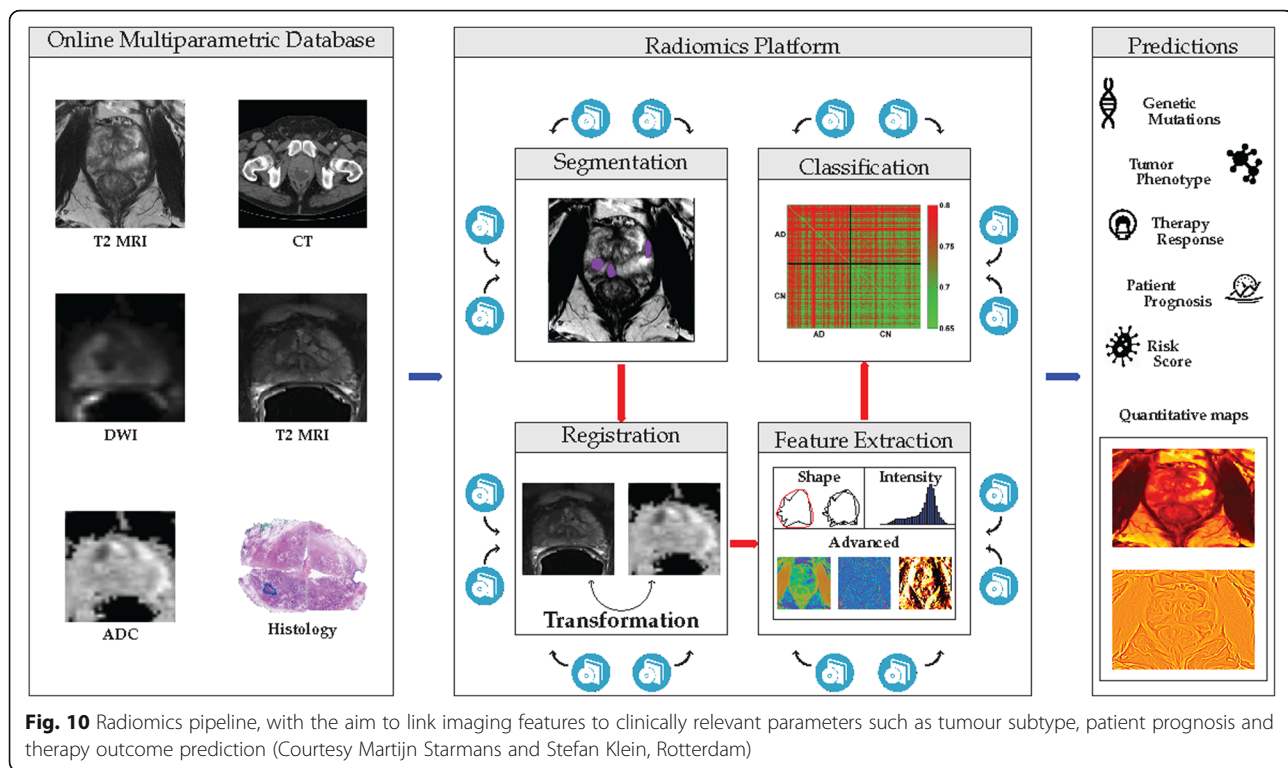 Online Multiparametric Database
T2 MRI
CT
DWI
T2 MRI
ADC
Histology
Radiomics Platform
Segmentation
Registration
Transformation
Feature Extraction
Shape
Intensity
Advanced
Classification
AD
CN
AD
CN
0.8
0.75
0.7
0.65
Predictions
Genetic
Mutations
Tumor
Phenotype
Therapy
Response
Patient
Prognosis
Risk
Score
Quantitative maps
Fig. 10 Radiomics pipeline, with the aim to link imaging features to clinically relevant parameters such as tumour subtype, patient prognosis and
therapy outcome prediction (Courtesy Martijn Starmans and Stefan Klein, Rotterdam)